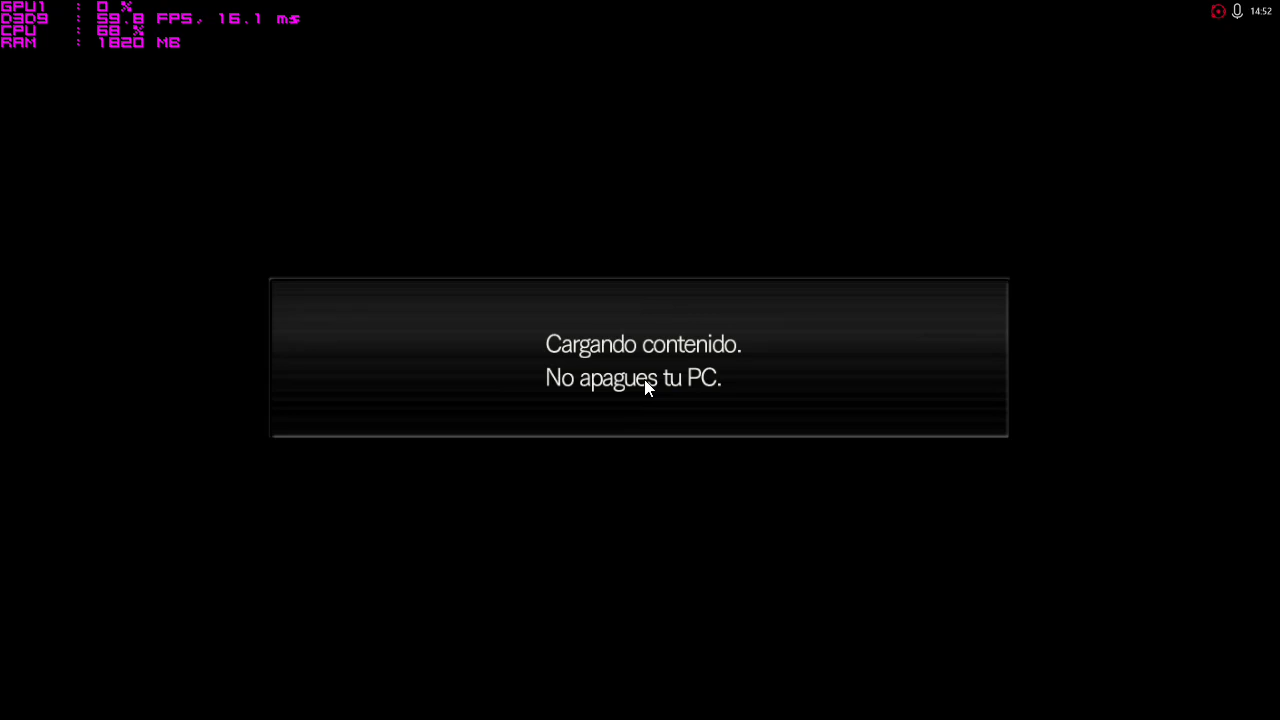 GPU1 : 0 %
D3D9 : 59.8 FPS, 16.1 ms
CPU : 68 %
RAM : 1820 MB
14:52
Cargando contenido.
No apagues tu PC.